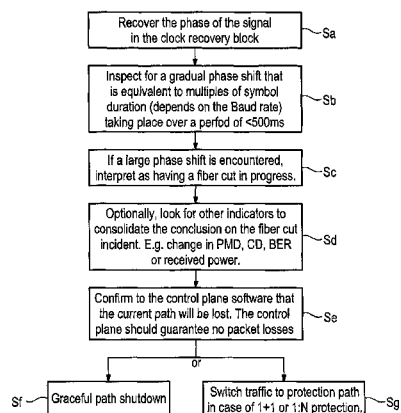 Recover the phase of the signal
in the clock recovery block
Sa
Inspect for a gradual phase shift that
is equivalent to multiples of symbol
duration (depends on the Baud rate)
taking place over a period of <500ms
Sb
If a large phase shift is encountered,
interpret as having a fiber cut in progress.
Sc
Optionally, look for other indicators to
consolidate the conclusion on the fiber cut
incident. E.g. change in PMD, CD, BER
or received power.
Sd
Confirm to the control plane software that
the current path will be lost. The control
plane should guarantee no packet losses
Se
or
Sf
Graceful path shutdown
Switch traffic to protection path
in case of 1+1 or 1:N protection.
Sg